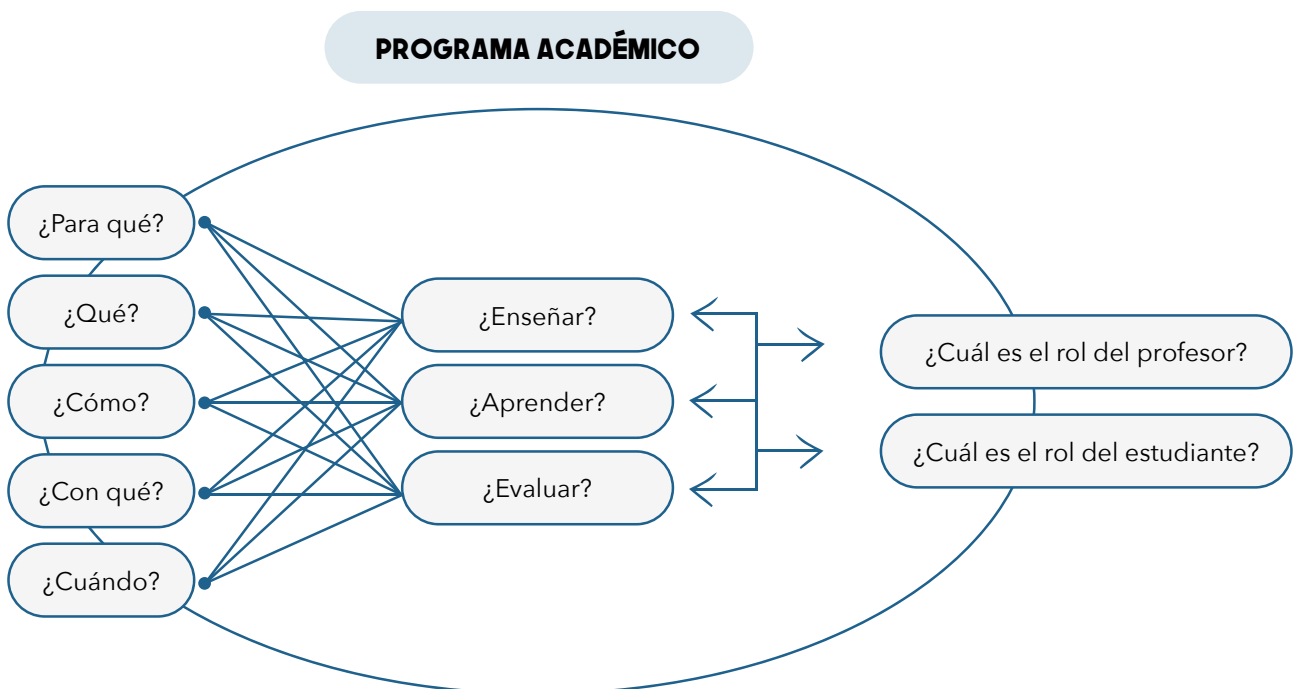 PROGRAMA ACADÉMICO
¿Para qué?
¿Qué?
¿Cómo?
¿Con qué?
¿Cuándo?
¿Enseñar?
¿Aprender?
¿Evaluar?
¿Cuál es el rol del profesor?
¿Cuál es el rol del estudiante?